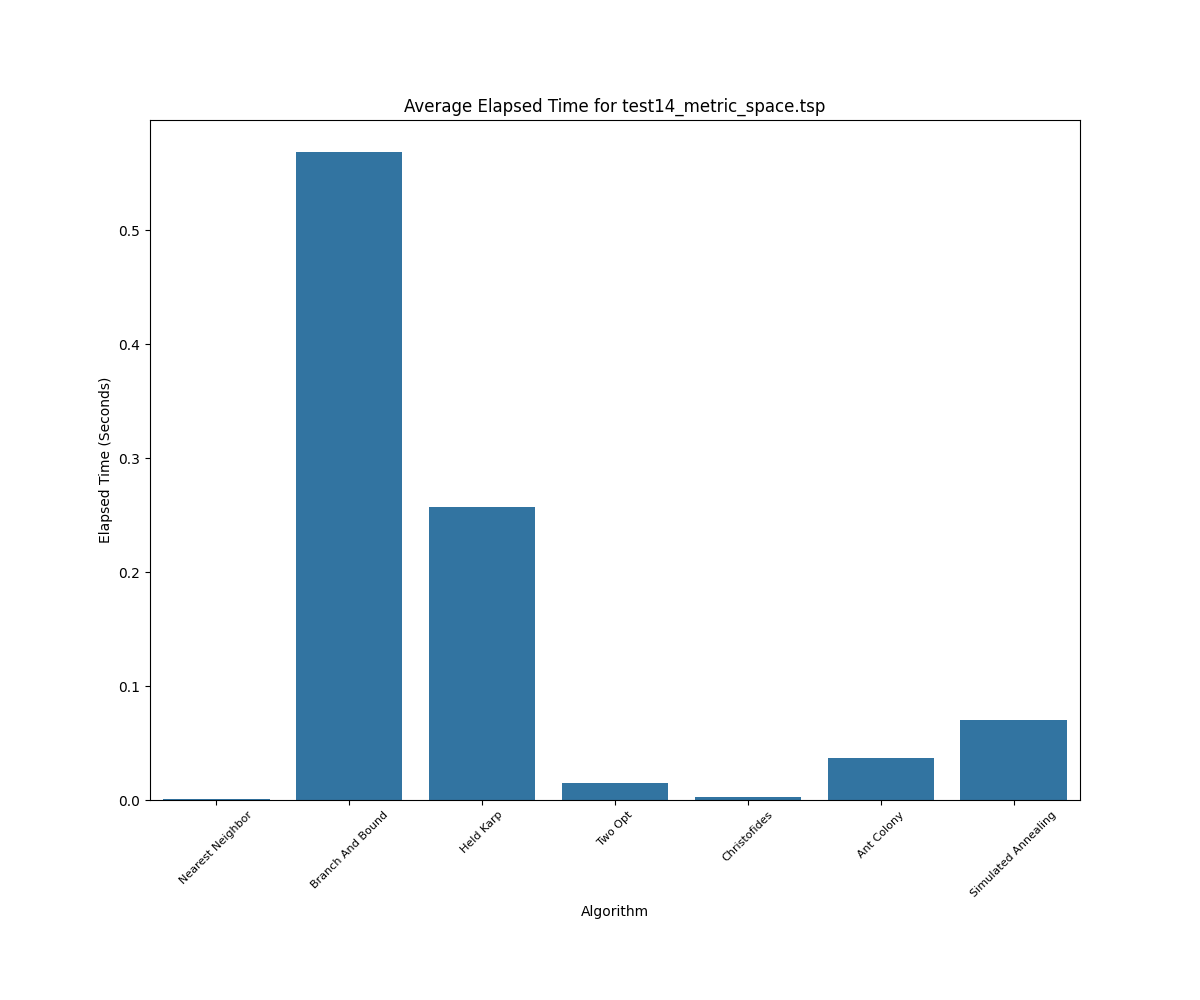 Average Elapsed Time for test14_metric_space.tsp
Elapsed Time (Seconds)
0.5
0.4
0.3
0.2
0.1
0.0
Nearest Neighbor
Branch And Bound
Held Karp
Two Opt
Christofides
Ant Colony
Simulated Annealing
Algorithm